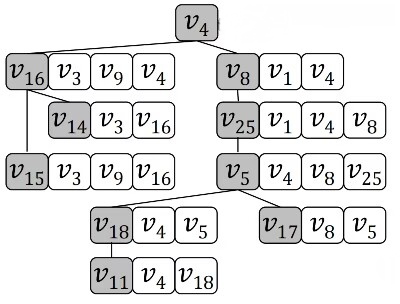 v₄
v₁₆ v₃ v₉ v₄ v₈ v₁ v₄
v₁₄ v₃ v₁₆ v₂₅ v₁ v₄ v₈
v₁₅ v₃ v₉ v₁₆ v₅ v₄ v₈ v₂₅
v₁₈ v₄ v₅ v₁₇ v₈ v₅
v₁₁ v₄ v₁₈